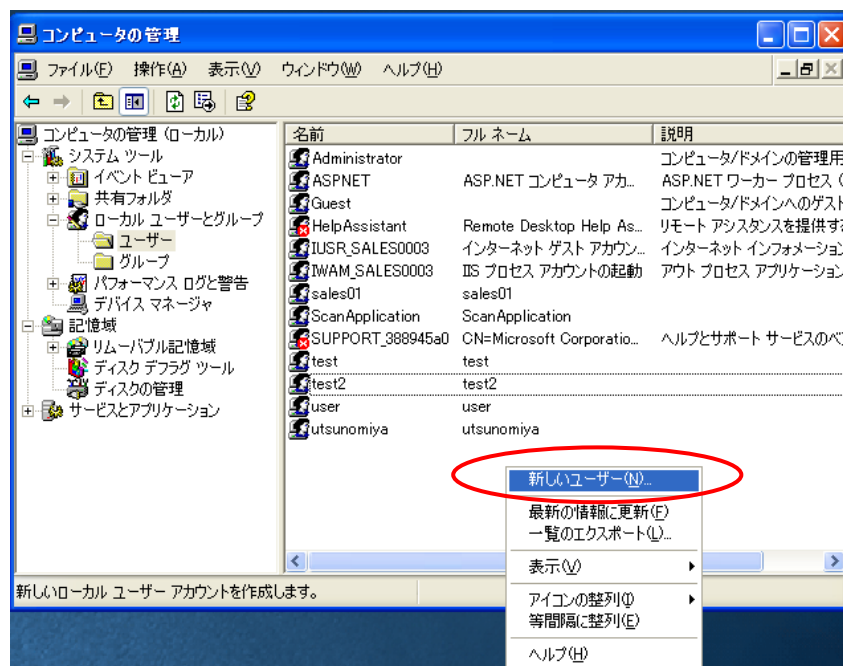 コンピュータの管理
ファイル(F) 操作(A) 表示(V) ウィンドウ(W) ヘルプ(H)
コンピュータの管理 (ローカル)
システム ツール
イベント ビューア
共有フォルダ
ローカル ユーザーとグループ
ユーザー
グループ
パフォーマンス ログと警告
デバイス マネージャ
記憶域
リムーバブル記憶域
ディスク デフラグ ツール
ディスクの管理
サービスとアプリケーション
名前 フル ネーム 説明
Administrator コンピュータ/ドメインの管理用
ASPNET ASP.NET コンピュータ アカ... ASP.NET ワーカー プロセス (
Guest コンピュータ/ドメインへのゲスト
HelpAssistant Remote Desktop Help As... リモート アシスタンスを提供する
IUSR_SALES0003 インターネット ゲスト アカウン... インターネット インフォメーション
IWAM_SALES0003 IIS プロセス アカウントの起動 アウト プロセス アプリケーション
sales01 sales01
ScanApplication ScanApplication
SUPPORT_388945a0 CN=Microsoft Corporatio... ヘルプとサポート サービスのベ
test test
test2 test2
user user
utsunomiya utsunomiya
新しいユーザー(N)...
最新の情報に更新(F)
一覧のエクスポート(L)...
表示(V)
アイコンの整列(I)
等間隔に整列(E)
ヘルプ(H)
新しいローカル ユーザー アカウントを作成します。